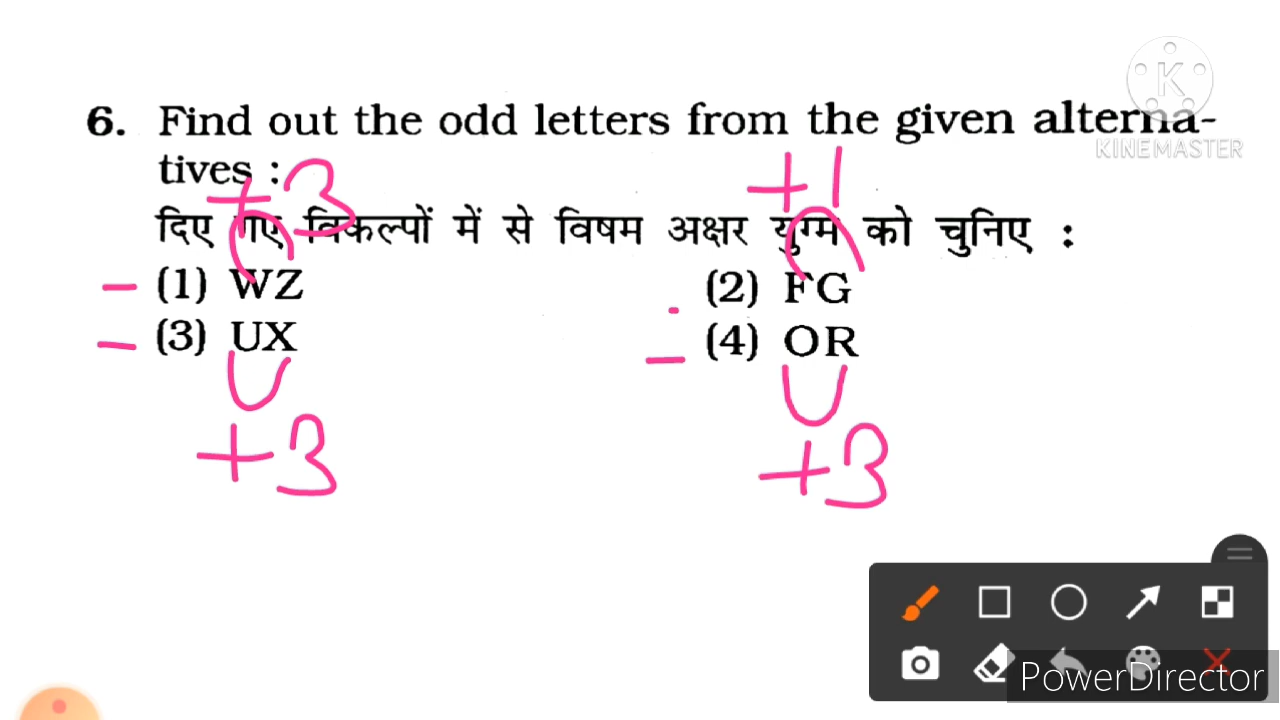 K
KINEMASTER
6. Find out the odd letters from the given alterna-
tives :
+3 +1
दिए गए विकल्पों में से विषम अक्षर युग्म को चुनिए :
(1) WZ (2) FG
(3) UX (4) OR
+3 +3
PowerDirector